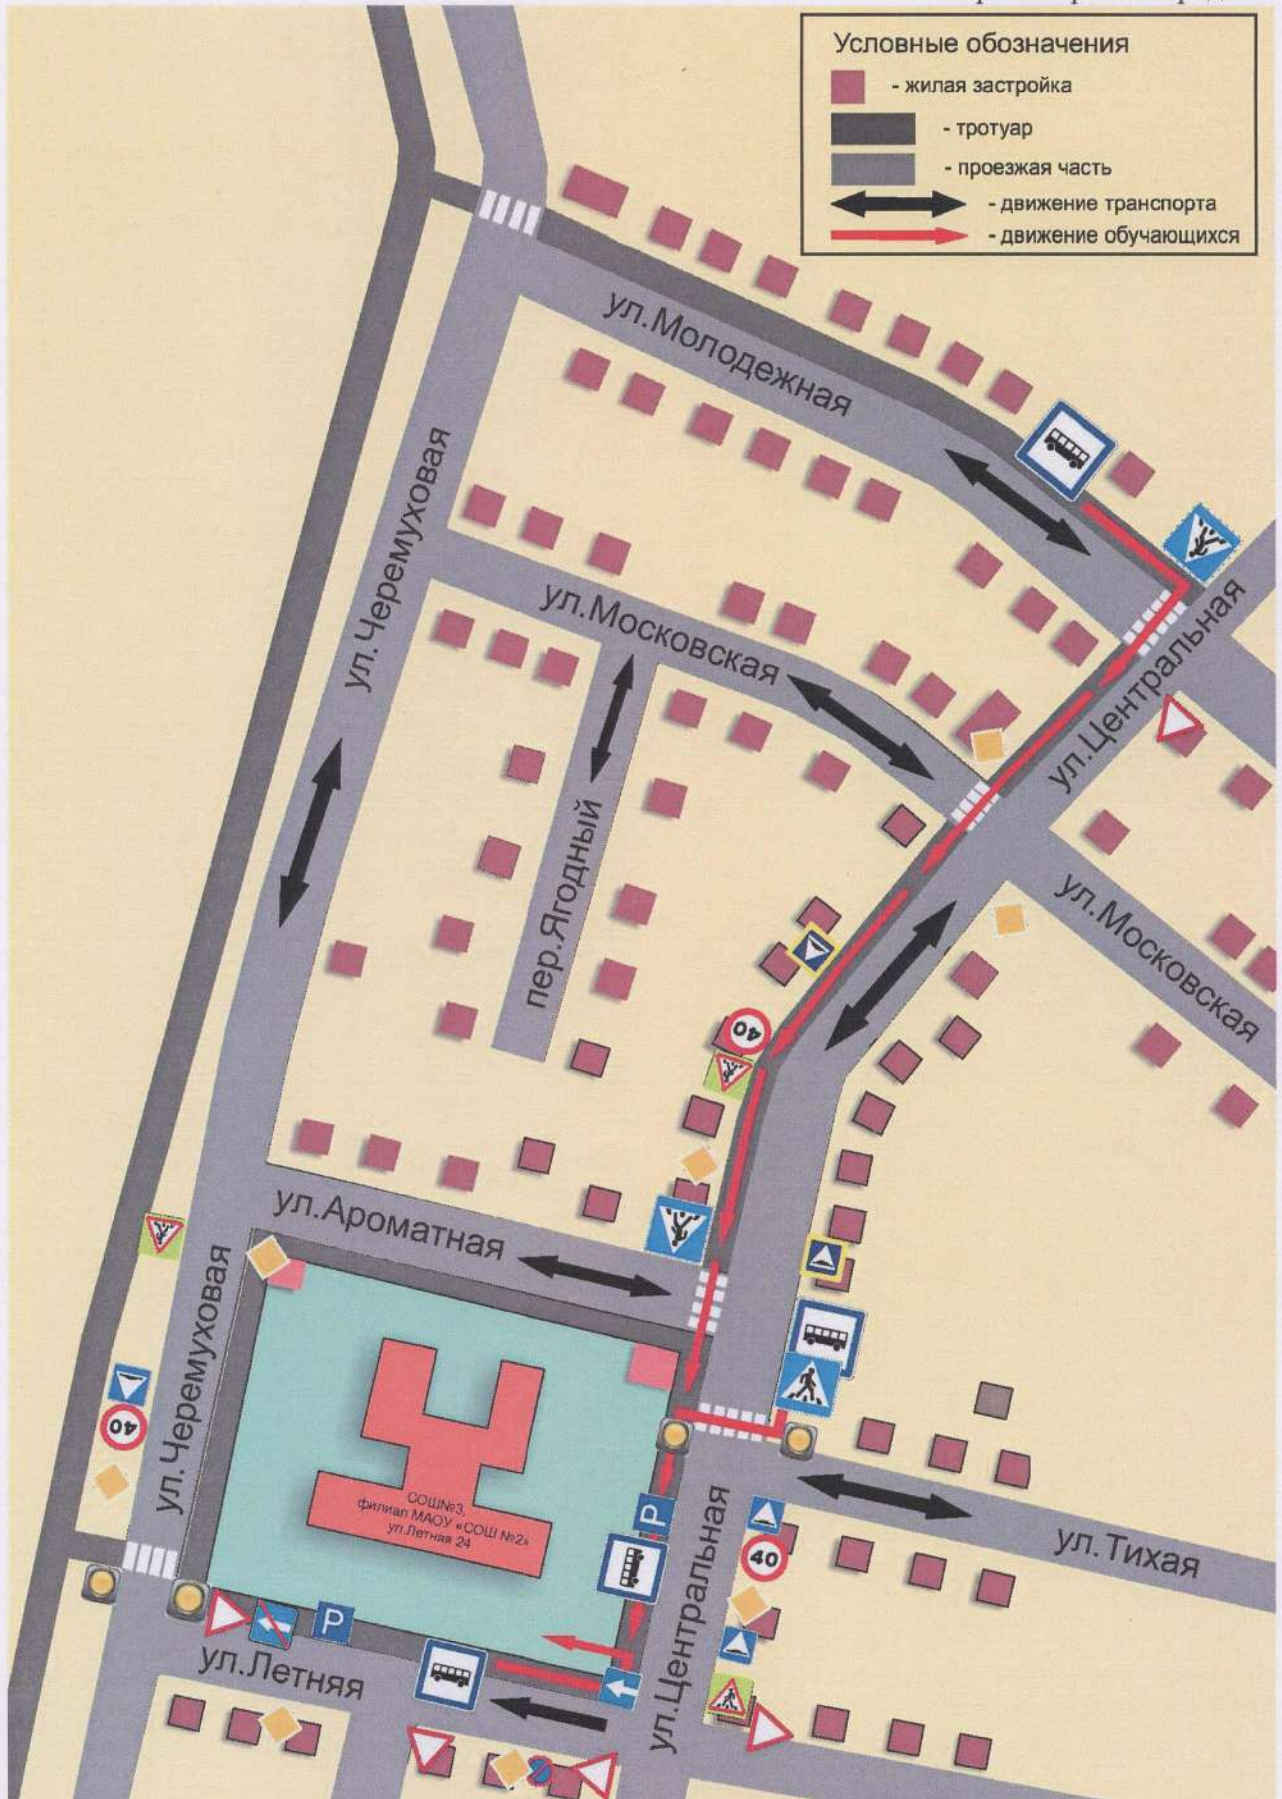 Условные обозначения
- жилая застройка
- тротуар
- проезжая часть
- движение транспорта
- движение обучающихся
ул.Молодежная
ул.Черемуховая
ул.Московская
ул.Центральная
пер.Ягодный
ул.Московская
40
ул.Ароматная
ул.Черемуховая
40
СОШ№3,
филиал МАОУ «СОШ №2»
ул.Летняя 24
P
ул.Центральная
40
ул.Тихая
P
ул.Летняя